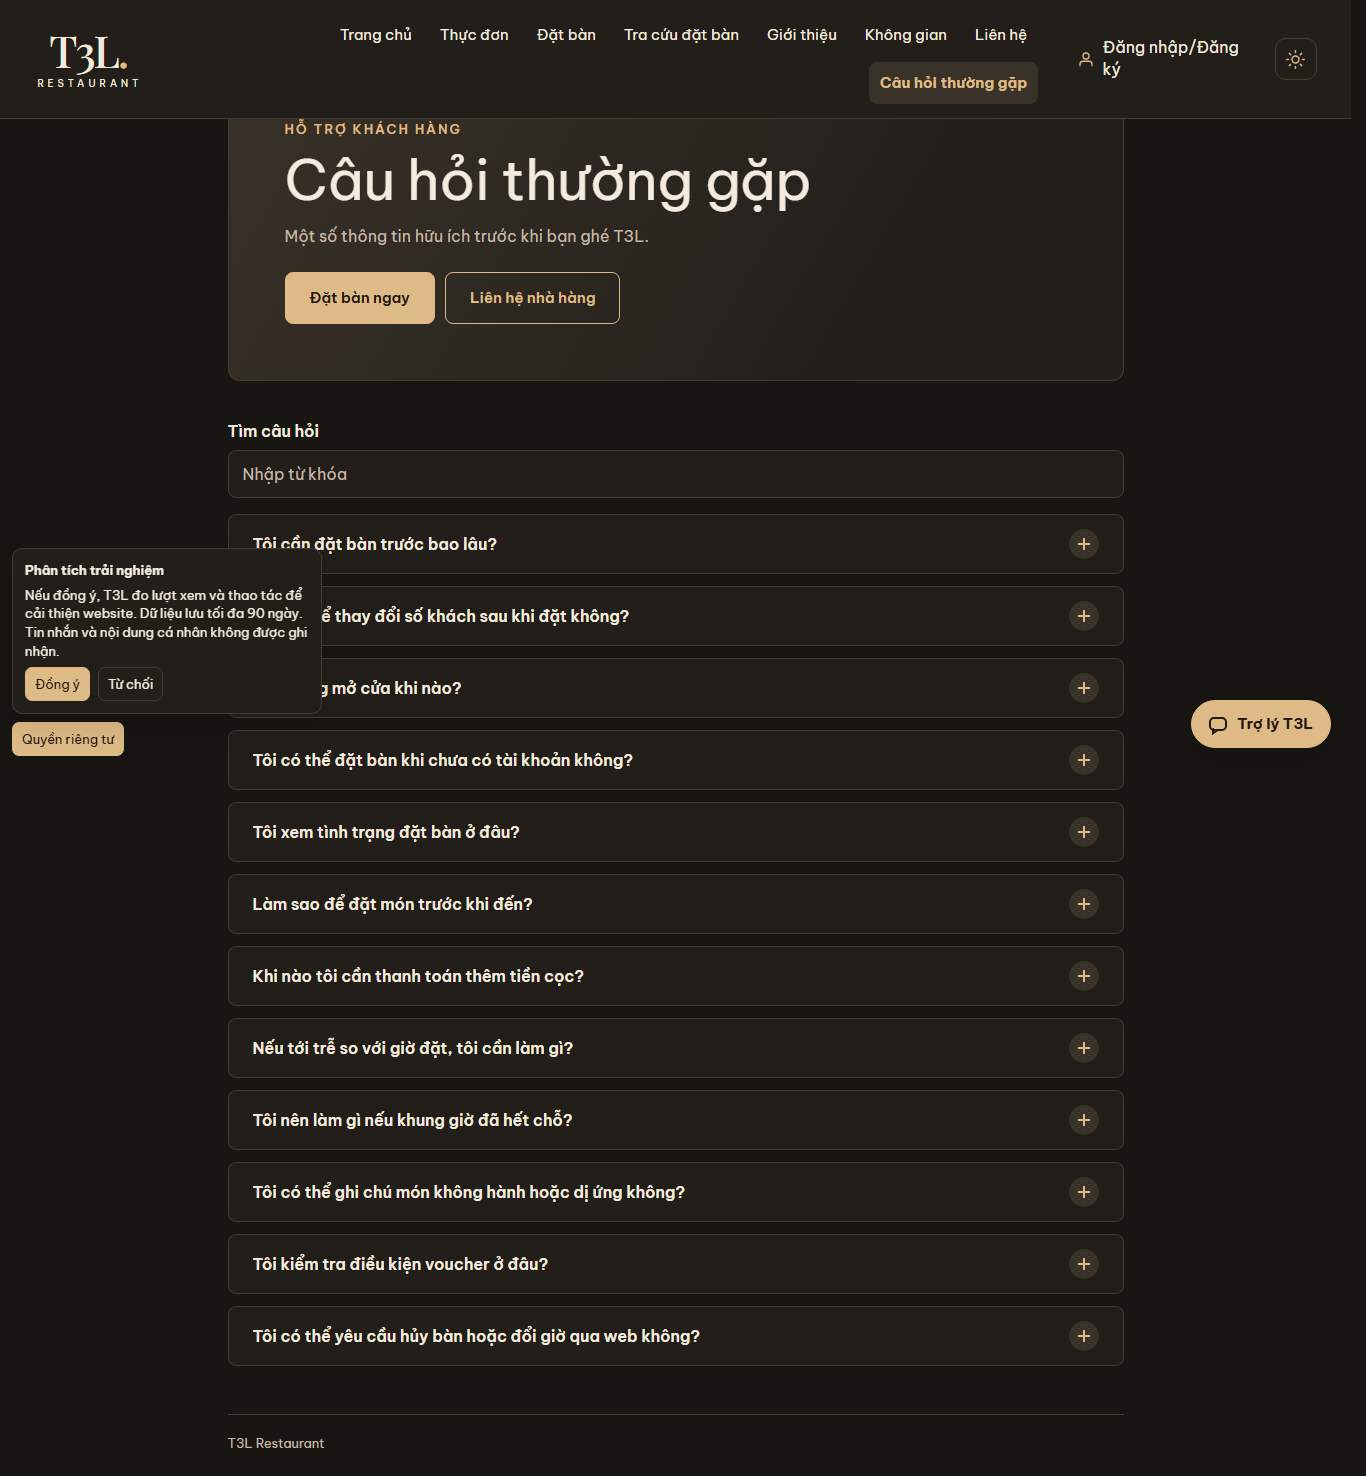 T3L.
RESTAURANT
Trang chủ
Thực đơn
Đặt bàn
Tra cứu đặt bàn
Giới thiệu
Không gian
Liên hệ
Câu hỏi thường gặp
Đăng nhập/Đăng
ký
HỖ TRỢ KHÁCH HÀNG
Câu hỏi thường gặp
Một số thông tin hữu ích trước khi bạn ghé T3L.
Đặt bàn ngay
Liên hệ nhà hàng
Tìm câu hỏi
Nhập từ khóa
Tôi cần đặt bàn trước bao lâu?
thay đổi số khách sau khi đặt không?
mở cửa khi nào?
Phân tích trải nghiệm
Nếu đồng ý, T3L đo lượt xem và thao tác để
cải thiện website. Dữ liệu lưu tối đa 90 ngày.
Tin nhắn và nội dung cá nhân không được ghi
nhận.
Đồng ý
Từ chối
Quyền riêng tư
Trợ lý T3L
Tôi có thể đặt bàn khi chưa có tài khoản không?
Tôi xem tình trạng đặt bàn ở đâu?
Làm sao để đặt món trước khi đến?
Khi nào tôi cần thanh toán thêm tiền cọc?
Nếu tới trễ so với giờ đặt, tôi cần làm gì?
Tôi nên làm gì nếu khung giờ đã hết chỗ?
Tôi có thể ghi chú món không hành hoặc dị ứng không?
Tôi kiểm tra điều kiện voucher ở đâu?
Tôi có thể yêu cầu hủy bàn hoặc đổi giờ qua web không?
T3L Restaurant